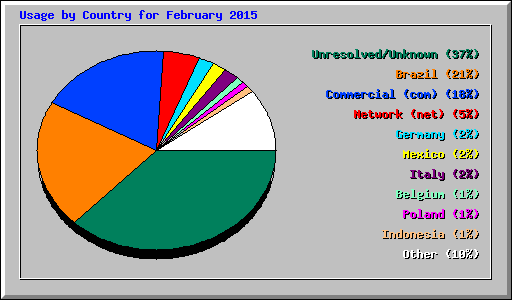 Usage by Country for February 2015
Unresolved/Unknown (37%)
Brazil (21%)
Commercial (com) (18%)
Network (net) (5%)
Germany (2%)
Mexico (2%)
Italy (2%)
Belgium (1%)
Poland (1%)
Indonesia (1%)
Other (10%)